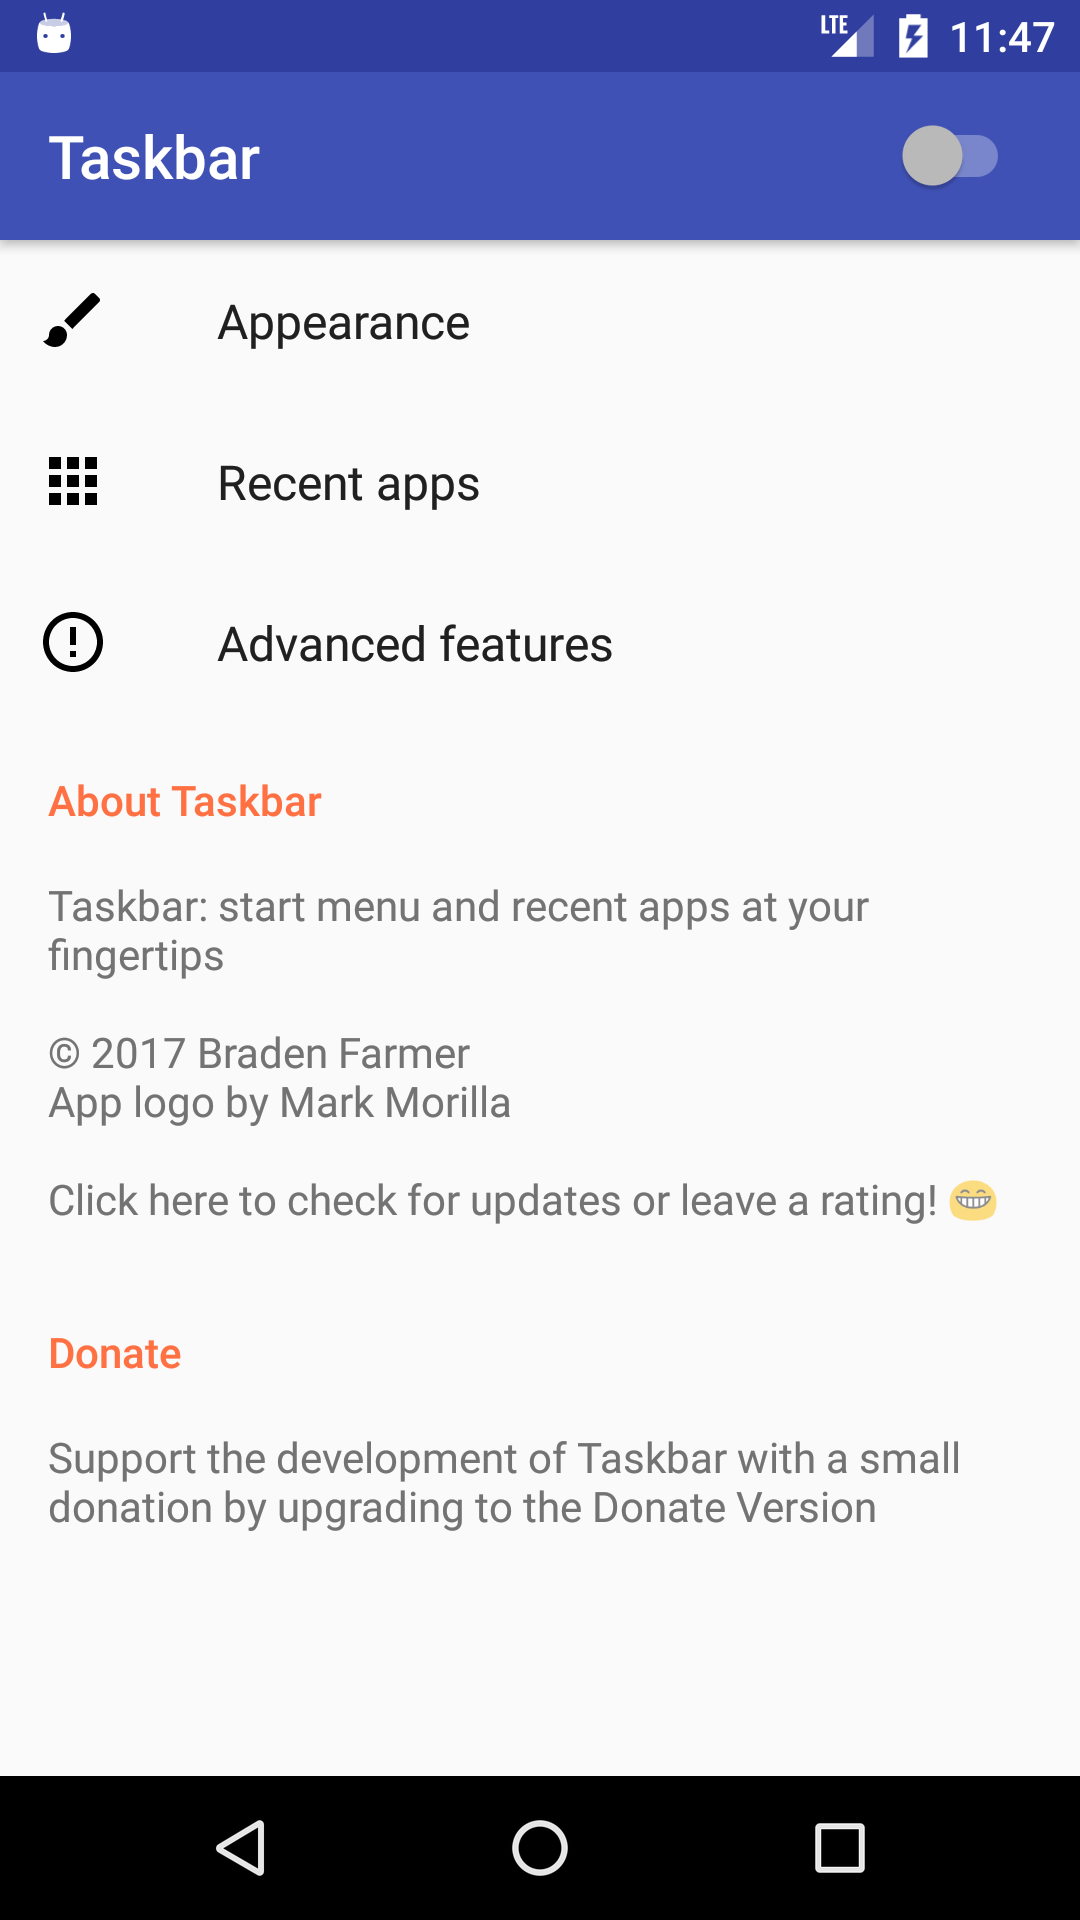 LTE 11:47
Taskbar
Appearance
Recent apps
Advanced features
About Taskbar
Taskbar: start menu and recent apps at your
fingertips
© 2017 Braden Farmer
App logo by Mark Morilla
Click here to check for updates or leave a rating! 😁
Donate
Support the development of Taskbar with a small
donation by upgrading to the Donate Version